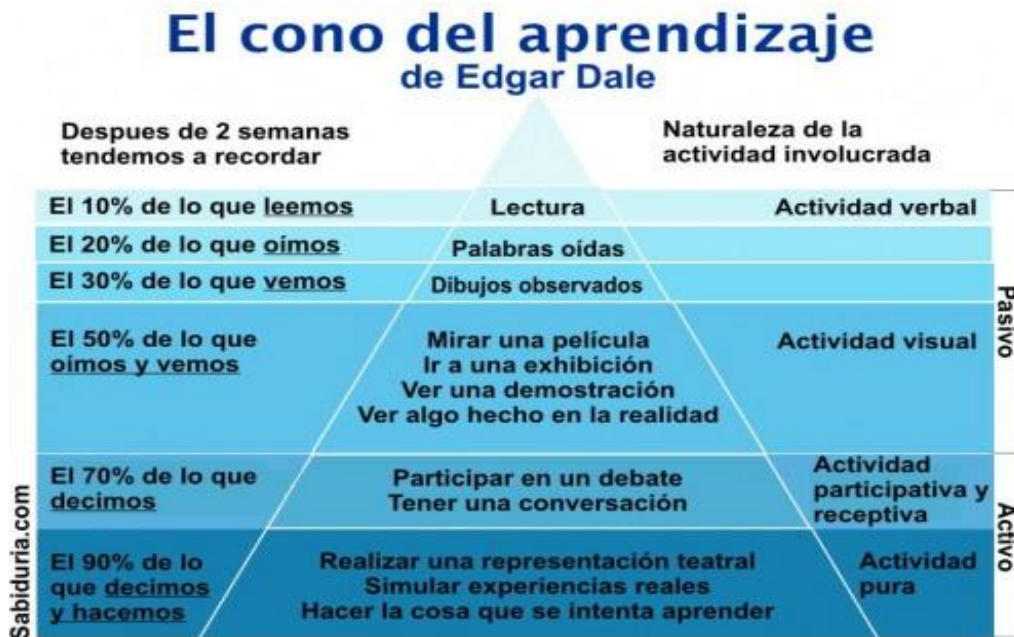 El cono del aprendizaje
de Edgar Dale
Despues de 2 semanas
tendemos a recordar
Naturaleza de la
actividad involucrada
El 10% de lo que leemos
Lectura
Actividad verbal
El 20% de lo que oímos
Palabras oídas
El 30% de lo que vemos
Dibujos observados
El 50% de lo que
oimos y vemos
Mirar una película
Ir a una exhibición
Ver una demostración
Ver algo hecho en la realidad
Actividad visual
Pasivo
El 70% de lo que
decimos
Participar en un debate
Tener una conversación
Actividad
participativa y
receptiva
El 90% de lo
que decimos
y hacemos
Realizar una representación teatral
Simular experiencias reales
Hacer la cosa que se intenta aprender
Actividad
pura
Activo
Sabiduria.com